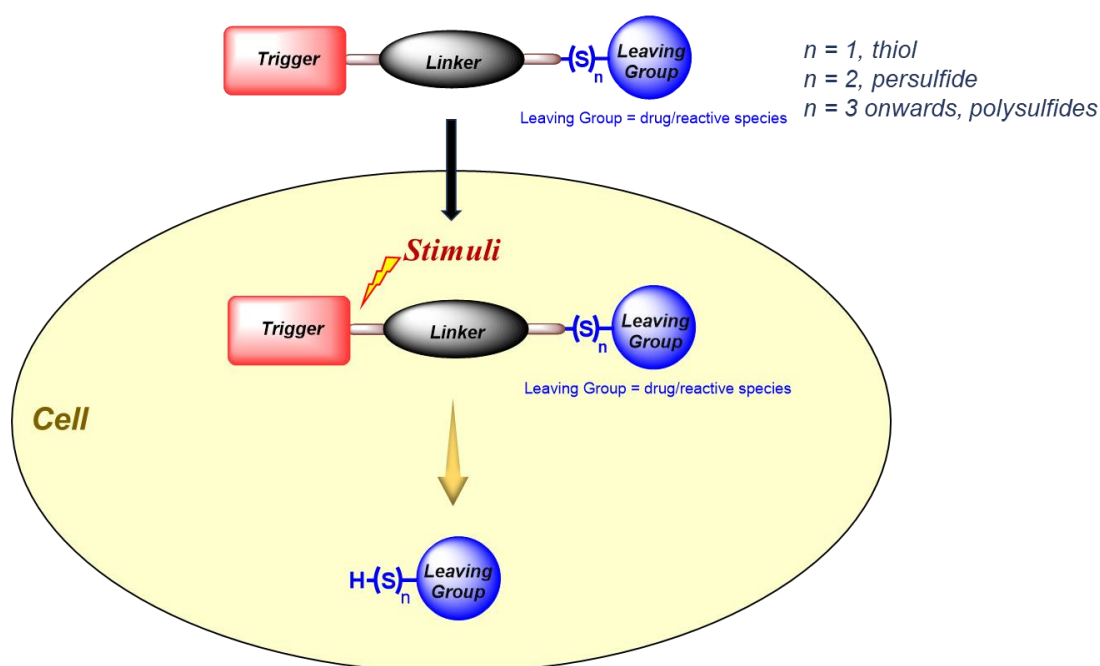 Trigger
Linker
(S)n
Leaving
Group
n = 1, thiol
n = 2, persulfide
n = 3 onwards, polysulfides
Leaving Group = drug/reactive species
Stimuli
Trigger
Linker
(S)n
Leaving
Group
Leaving Group = drug/reactive species
Cell
H-(S)n
Leaving
Group